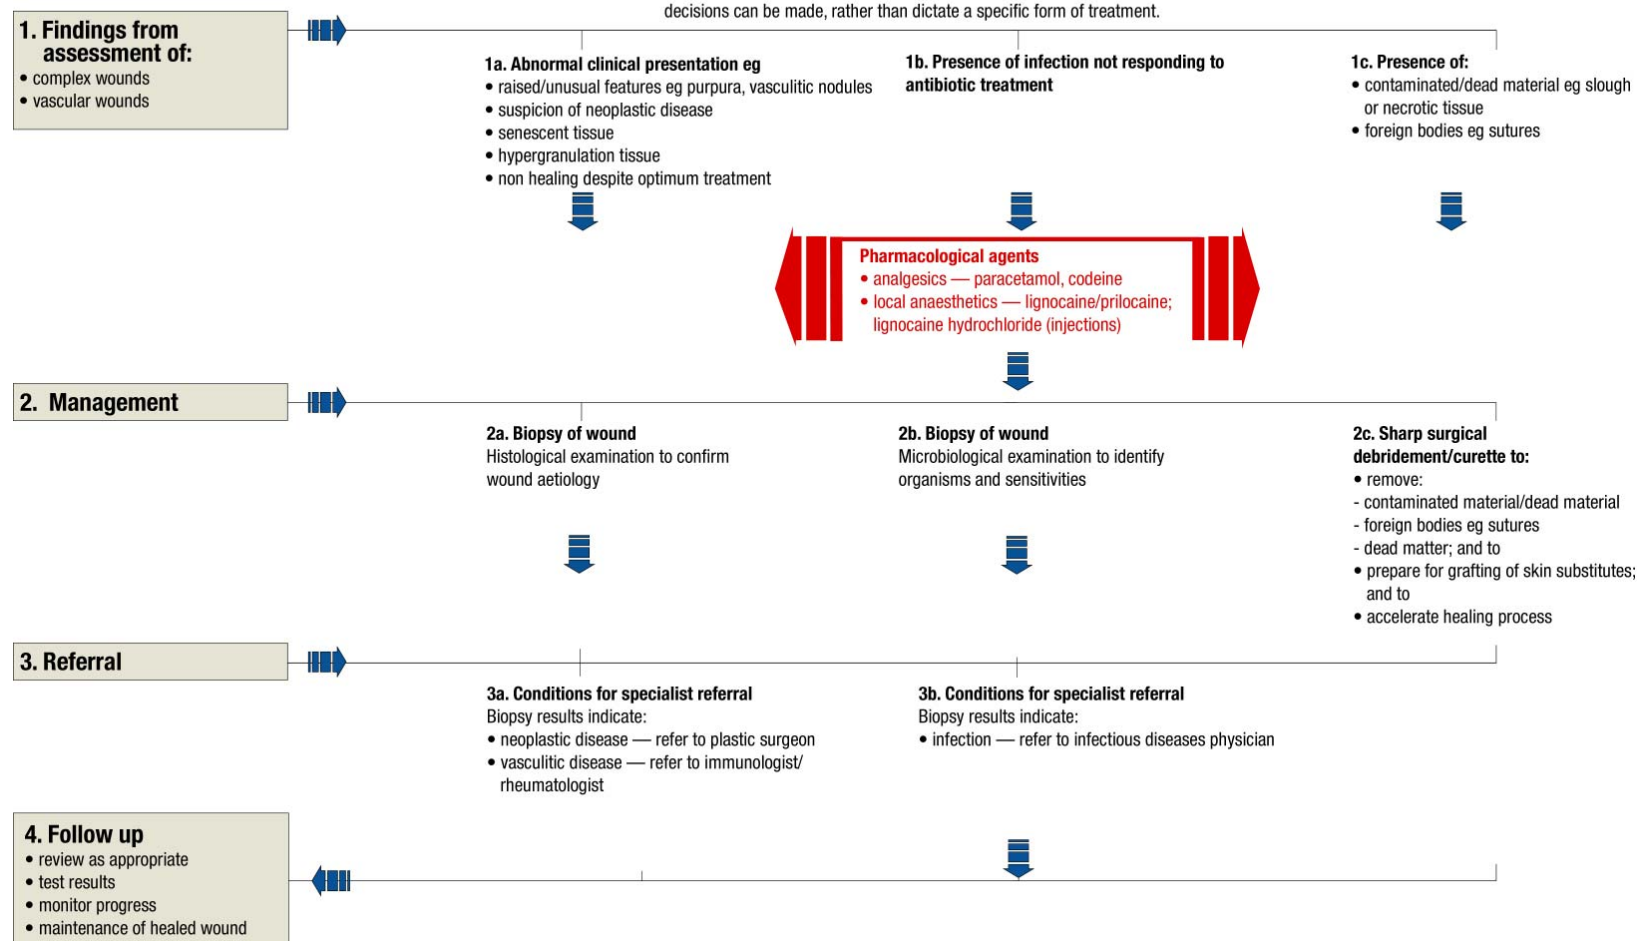 decisions can be made, rather than dictate a specific form of treatment.
1. Findings from
assessment of:
• complex wounds
• vascular wounds
1a. Abnormal clinical presentation eg
• raised/unusual features eg purpura, vasculitic nodules
• suspicion of neoplastic disease
• senescent tissue
• hypergranulation tissue
• non healing despite optimum treatment
1b. Presence of infection not responding to
antibiotic treatment
1c. Presence of:
• contaminated/dead material eg slough
or necrotic tissue
• foreign bodies eg sutures
Pharmacological agents
• analgesics — paracetamol, codeine
• local anaesthetics — lignocaine/prilocaine;
lignocaine hydrochloride (injections)
2. Management
2a. Biopsy of wound
Histological examination to confirm
wound aetiology
2b. Biopsy of wound
Microbiological examination to identify
organisms and sensitivities
2c. Sharp surgical
debridement/curette to:
• remove:
- contaminated material/dead material
- foreign bodies eg sutures
- dead matter; and to
• prepare for grafting of skin substitutes;
and to
• accelerate healing process
3. Referral
3a. Conditions for specialist referral
Biopsy results indicate:
• neoplastic disease — refer to plastic surgeon
• vasculitic disease — refer to immunologist/
rheumatologist
3b. Conditions for specialist referral
Biopsy results indicate:
• infection — refer to infectious diseases physician
4. Follow up
• review as appropriate
• test results
• monitor progress
• maintenance of healed wound